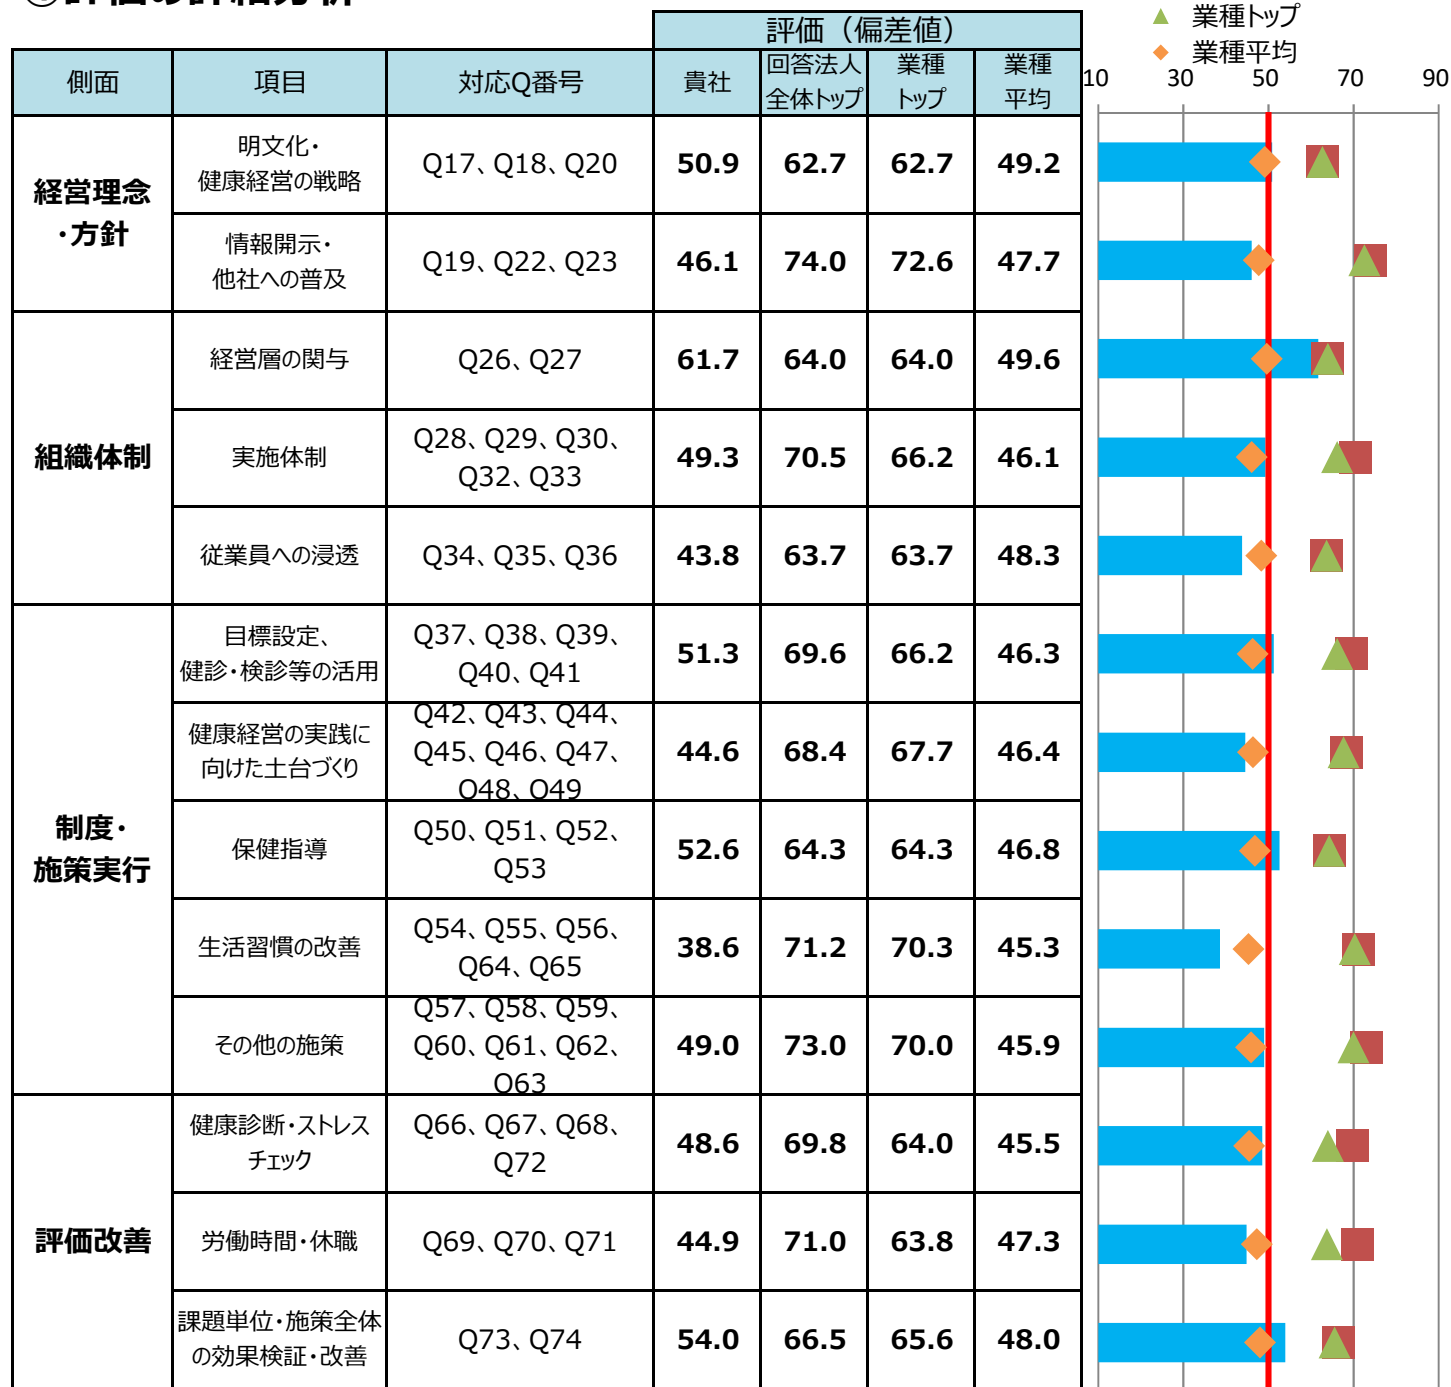 ①評価の詳細分析
業種トップ
業種平均
評価（偏差値）
側面 項目 対応Q番号 貴社 回答法人全体トップ 業種トップ 業種平均
10 30 50 70 90
経営理念・方針
明文化・健康経営の戦略 Q17、Q18、Q20 50.9 62.7 62.7 49.2
情報開示・他社への普及 Q19、Q22、Q23 46.1 74.0 72.6 47.7
組織体制
経営層の関与 Q26、Q27 61.7 64.0 64.0 49.6
実施体制 Q28、Q29、Q30、Q32、Q33 49.3 70.5 66.2 46.1
従業員への浸透 Q34、Q35、Q36 43.8 63.7 63.7 48.3
制度・施策実行
目標設定、健診・検診等の活用 Q37、Q38、Q39、Q40、Q41 51.3 69.6 66.2 46.3
健康経営の実践に向けた土台づくり Q42、Q43、Q44、Q45、Q46、Q47、Q48、Q49 44.6 68.4 67.7 46.4
保健指導 Q50、Q51、Q52、Q53 52.6 64.3 64.3 46.8
生活習慣の改善 Q54、Q55、Q56、Q64、Q65 38.6 71.2 70.3 45.3
その他の施策 Q57、Q58、Q59、Q60、Q61、Q62、Q63 49.0 73.0 70.0 45.9
評価改善
健康診断・ストレスチェック Q66、Q67、Q68、Q72 48.6 69.8 64.0 45.5
労働時間・休職 Q69、Q70、Q71 44.9 71.0 63.8 47.3
課題単位・施策全体の効果検証・改善 Q73、Q74 54.0 66.5 65.6 48.0